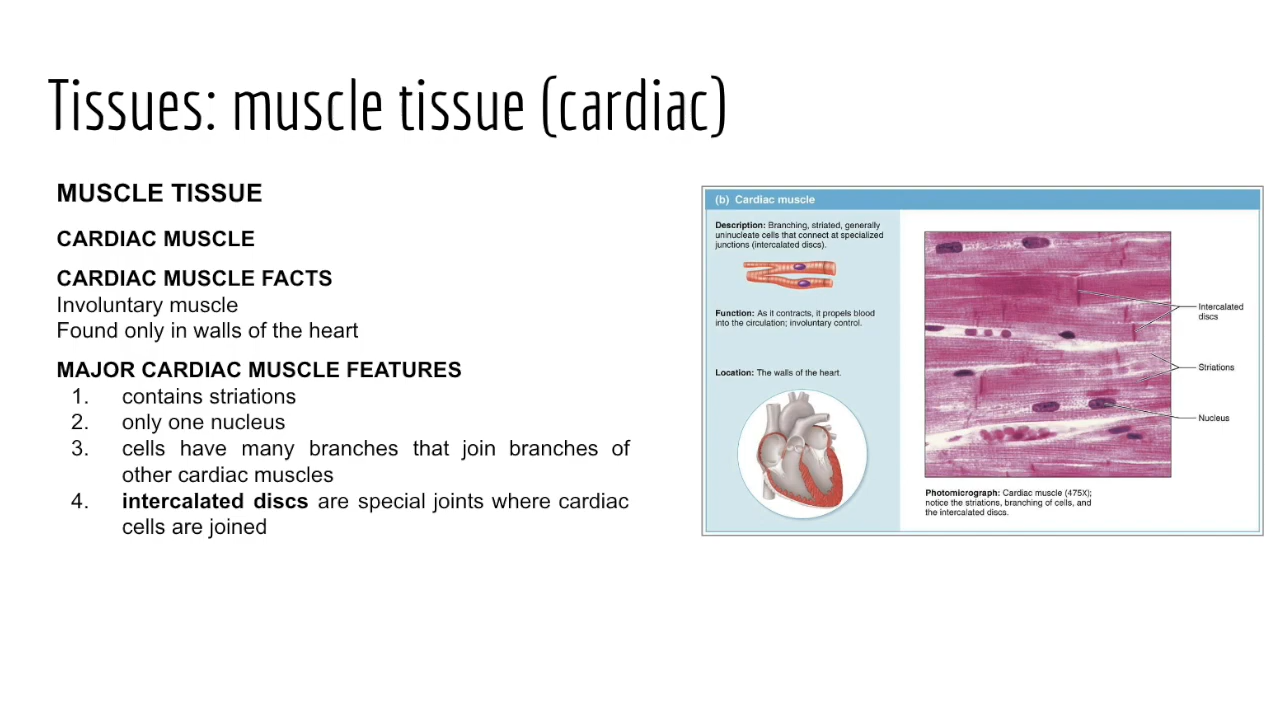 Tissues: muscle tissue (cardiac)
MUSCLE TISSUE
CARDIAC MUSCLE
CARDIAC MUSCLE FACTS
Involuntary muscle
Found only in walls of the heart
MAJOR CARDIAC MUSCLE FEATURES
1. contains striations
2. only one nucleus
3. cells have many branches that join branches of
other cardiac muscles
4. intercalated discs are special joints where cardiac
cells are joined
(b) Cardiac muscle
Description: Branching, striated, generally
uninucleate cells that connect at specialized
junctions (intercalated discs).
Function: As it contracts, it propels blood
into the circulation; involuntary control.
Location: The walls of the heart.
Intercalated
discs
Striations
Nucleus
Photomicrograph: Cardiac muscle (475X);
notice the striations, branching of cells, and
the intercalated discs.